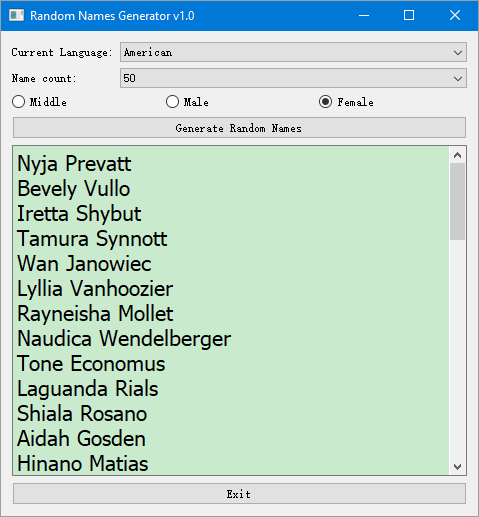 Random Names Generator v1.0
Current Language: American
Name count: 50
Middle Male Female
Generate Random Names
Nyja Prevatt
Bevely Vullo
Iretta Shybut
Tamura Synnott
Wan Janowiec
Lyllia Vanhoozier
Rayneisha Mollet
Naudica Wendelberger
Tone Economus
Laguanda Rials
Shiala Rosano
Aidah Gosden
Hinano Matias
Exit